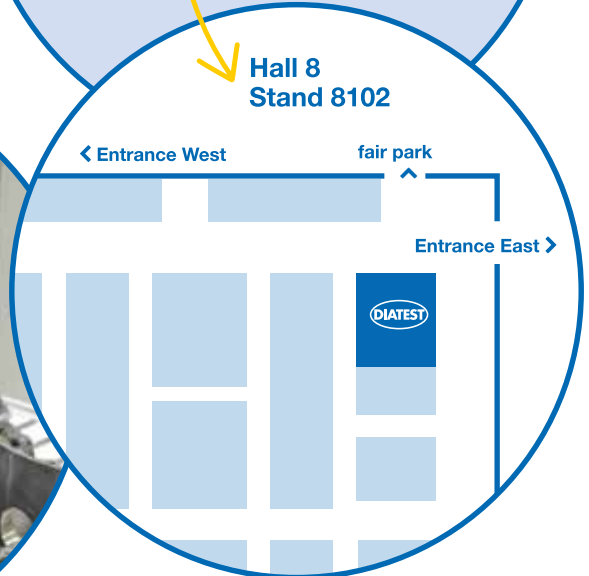 Hall 8
Stand 8102
Entrance West
fair park
Entrance East
DIATEST